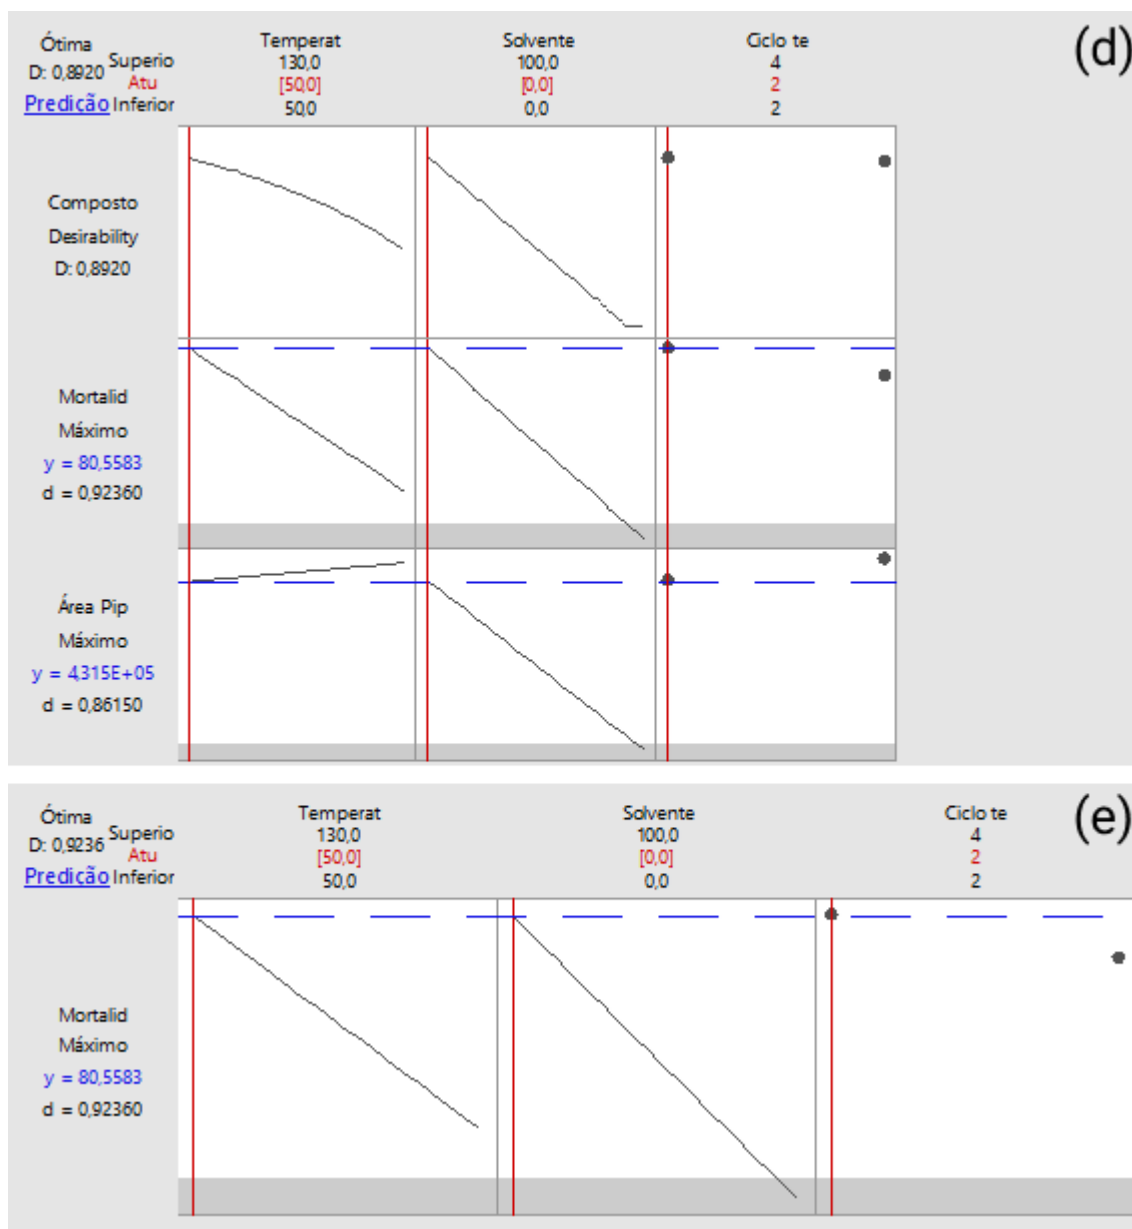 Ótima
D: 0,8920
Predição
Superio
Atu
Inferior
Temperat
130,0
[50,0]
50,0
Solvente
100,0
[0,0]
0,0
Ciclo te
4
2
2
(d)
Composto
Desirability
D: 0,8920
Mortalid
Máximo
y = 80,5583
d = 0,92360
Área Pip
Máximo
y = 4,315E+05
d = 0,86150
Ótima
D: 0,9236
Predição
Superio
Atu
Inferior
Temperat
130,0
[50,0]
50,0
Solvente
100,0
[0,0]
0,0
Ciclo te
4
2
2
(e)
Mortalid
Máximo
y = 80,5583
d = 0,92360